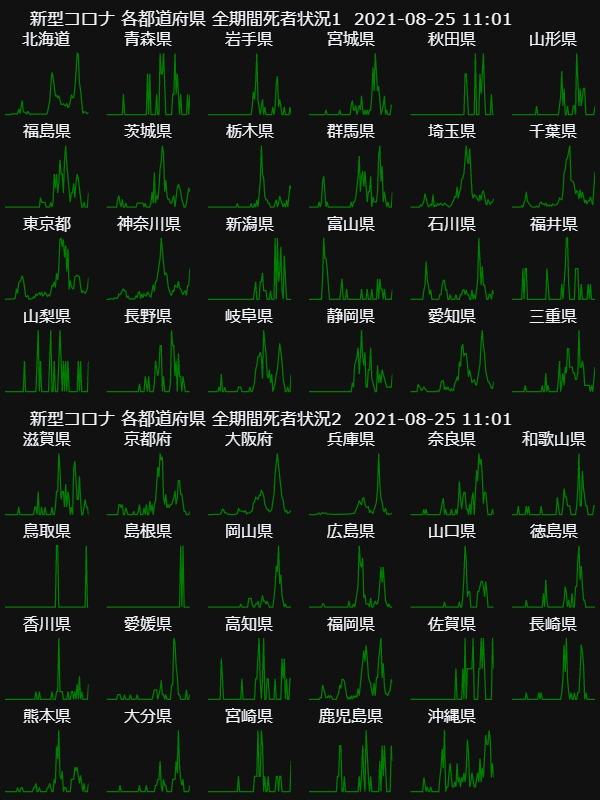 新型コロナ 各都道府県 全期間死者状況1 2021-08-25 11:01
北海道 青森県 岩手県 宮城県 秋田県 山形県
福島県 茨城県 栃木県 群馬県 埼玉県 千葉県
東京都 神奈川県 新潟県 富山県 石川県 福井県
山梨県 長野県 岐阜県 静岡県 愛知県 三重県
新型コロナ 各都道府県 全期間死者状況2 2021-08-25 11:01
滋賀県 京都府 大阪府 兵庫県 奈良県 和歌山県
鳥取県 島根県 岡山県 広島県 山口県 徳島県
香川県 愛媛県 高知県 福岡県 佐賀県 長崎県
熊本県 大分県 宮崎県 鹿児島県 沖縄県